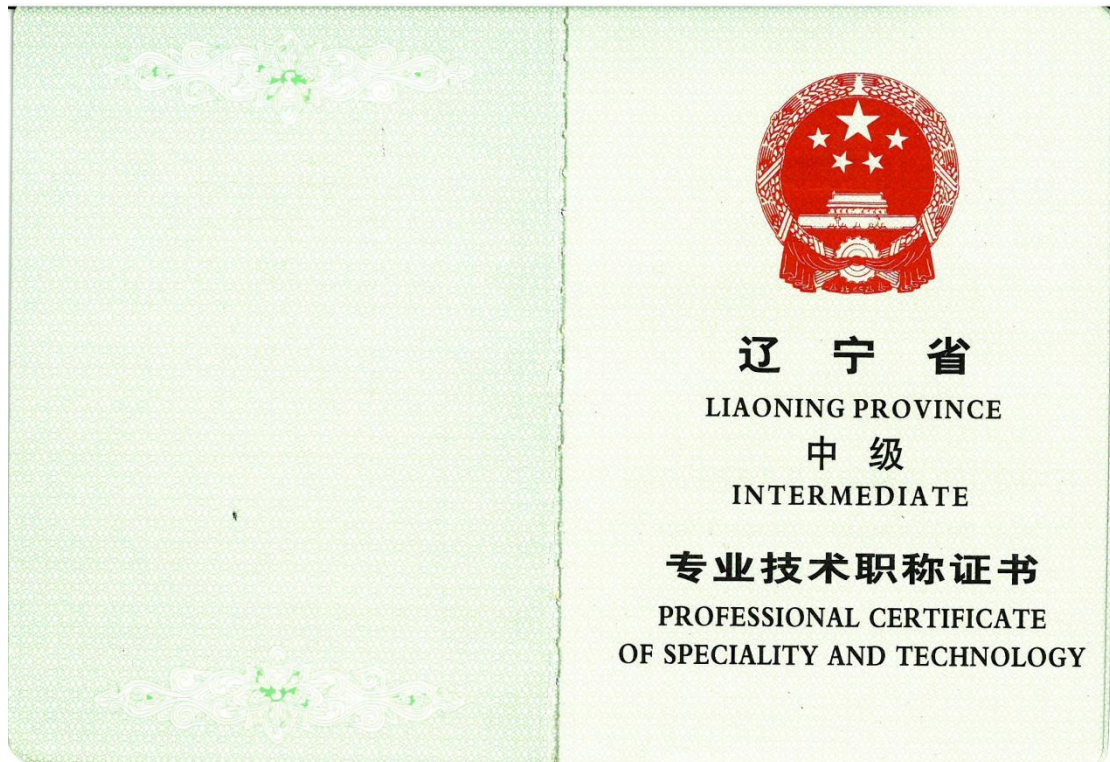 辽宁省
LIAONING PROVINCE
中级
INTERMEDIATE
专业技术职称证书
PROFESSIONAL CERTIFICATE
OF SPECIALITY AND TECHNOLOGY